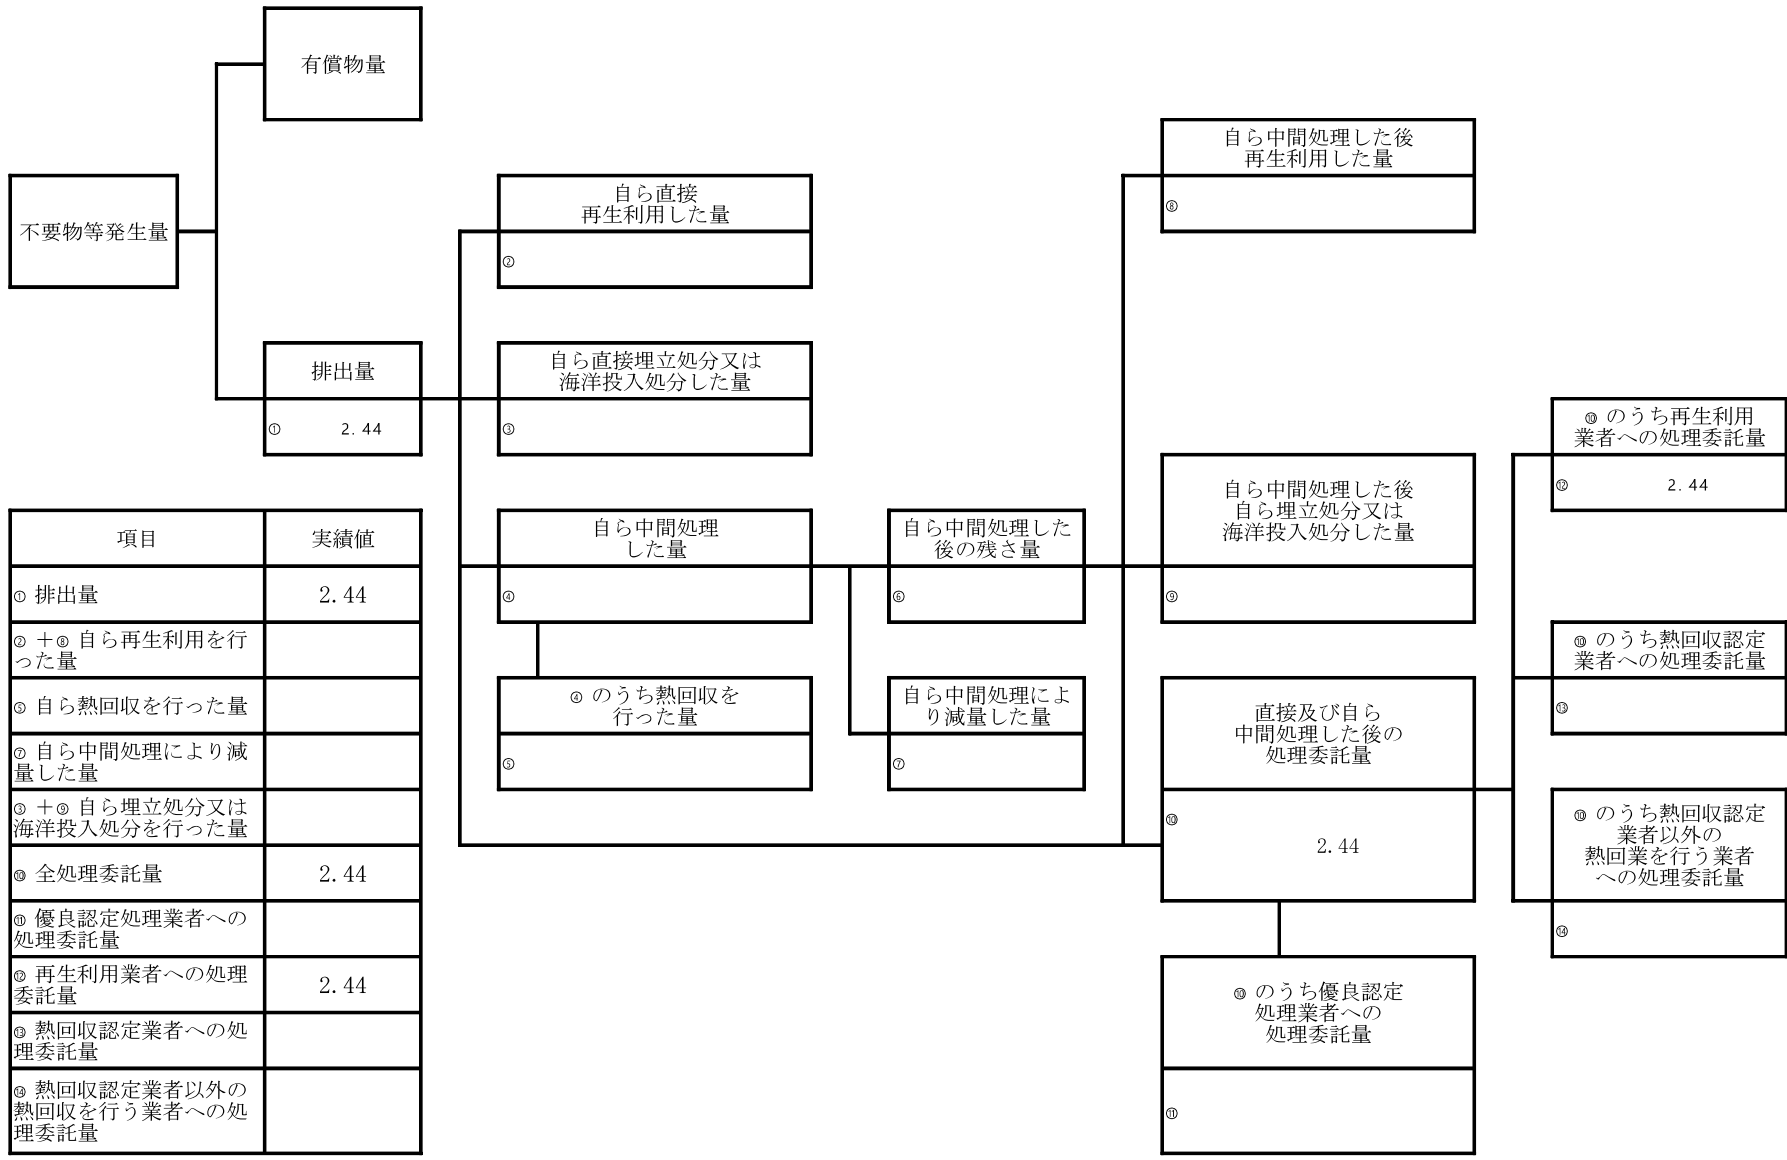 有償物量
不要物等発生量
排出量
① 2.44
自ら直接
再生利用した量
②
自ら直接埋立処分又は
海洋投入処分した量
③
自ら中間処理
した量
④
④ のうち熱回収を
行った量
⑤
自ら中間処理した
後の残さ量
⑥
自ら中間処理によ
り減量した量
⑦
自ら中間処理した後
再生利用した量
⑧
自ら中間処理した後
自ら埋立処分又は
海洋投入処分した量
⑨
直接及び自ら
中間処理した後の
処理委託量
⑩
2.44
⑩ のうち優良認定
処理業者への
処理委託量
⑪
⑩ のうち再生利用
業者への処理委託量
⑫ 2.44
⑩ のうち熱回収認定
業者への処理委託量
⑬
⑩ のうち熱回収認定
業者以外の
熱回業を行う業者
への処理委託量
⑭
項目 実績値
① 排出量 2.44
② +⑧ 自ら再生利用を行
った量
⑤ 自ら熱回収を行った量
⑦ 自ら中間処理により減
量した量
③ +⑨ 自ら埋立処分又は
海洋投入処分を行った量
⑩ 全処理委託量 2.44
⑪ 優良認定処理業者への
処理委託量
⑫ 再生利用業者への処理
委託量 2.44
⑬ 熱回収認定業者への処
理委託量
⑭ 熱回収認定業者以外の
熱回収を行う業者への処
理委託量